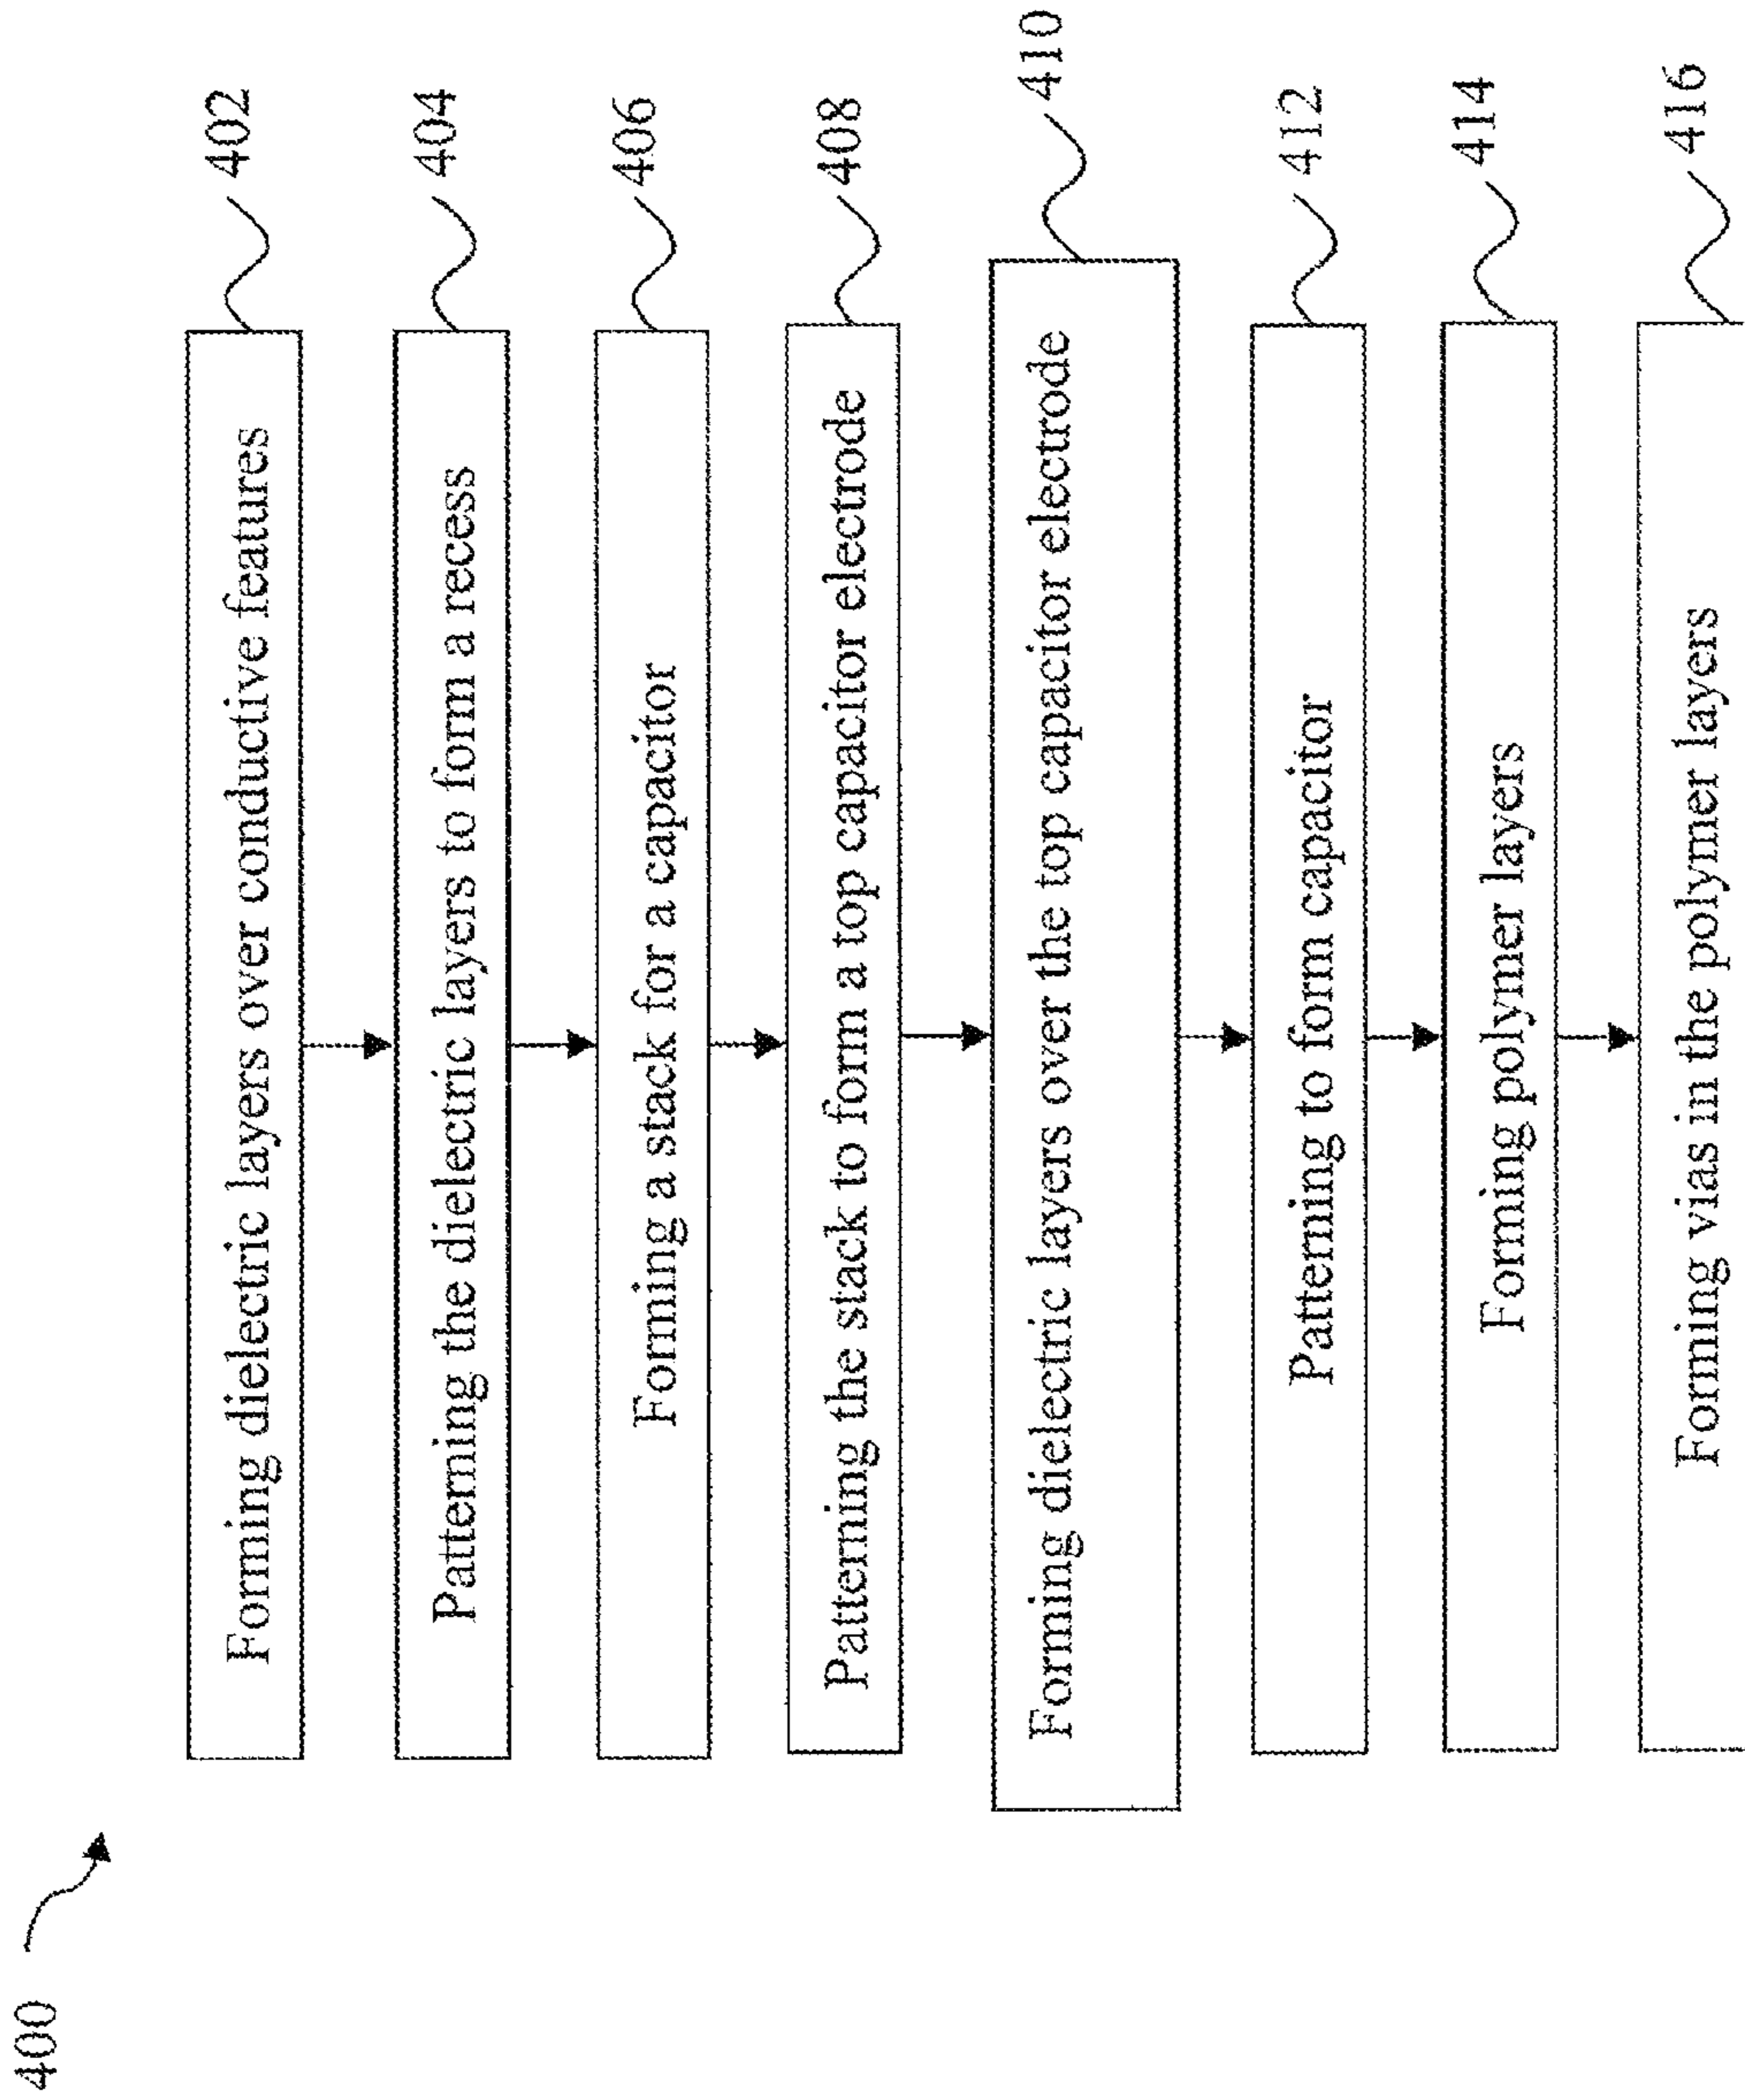 400
Forming dielectric layers over conductive features
402
Patterning the dielectric layers to form a recess
404
Forming a stack for a capacitor
406
Patterning the stack to form a top capacitor electrode
408
Forming dielectric layers over the top capacitor electrode
410
Patterning to form capacitor
412
Forming polymer layers
414
Forming vias in the polymer layers
416